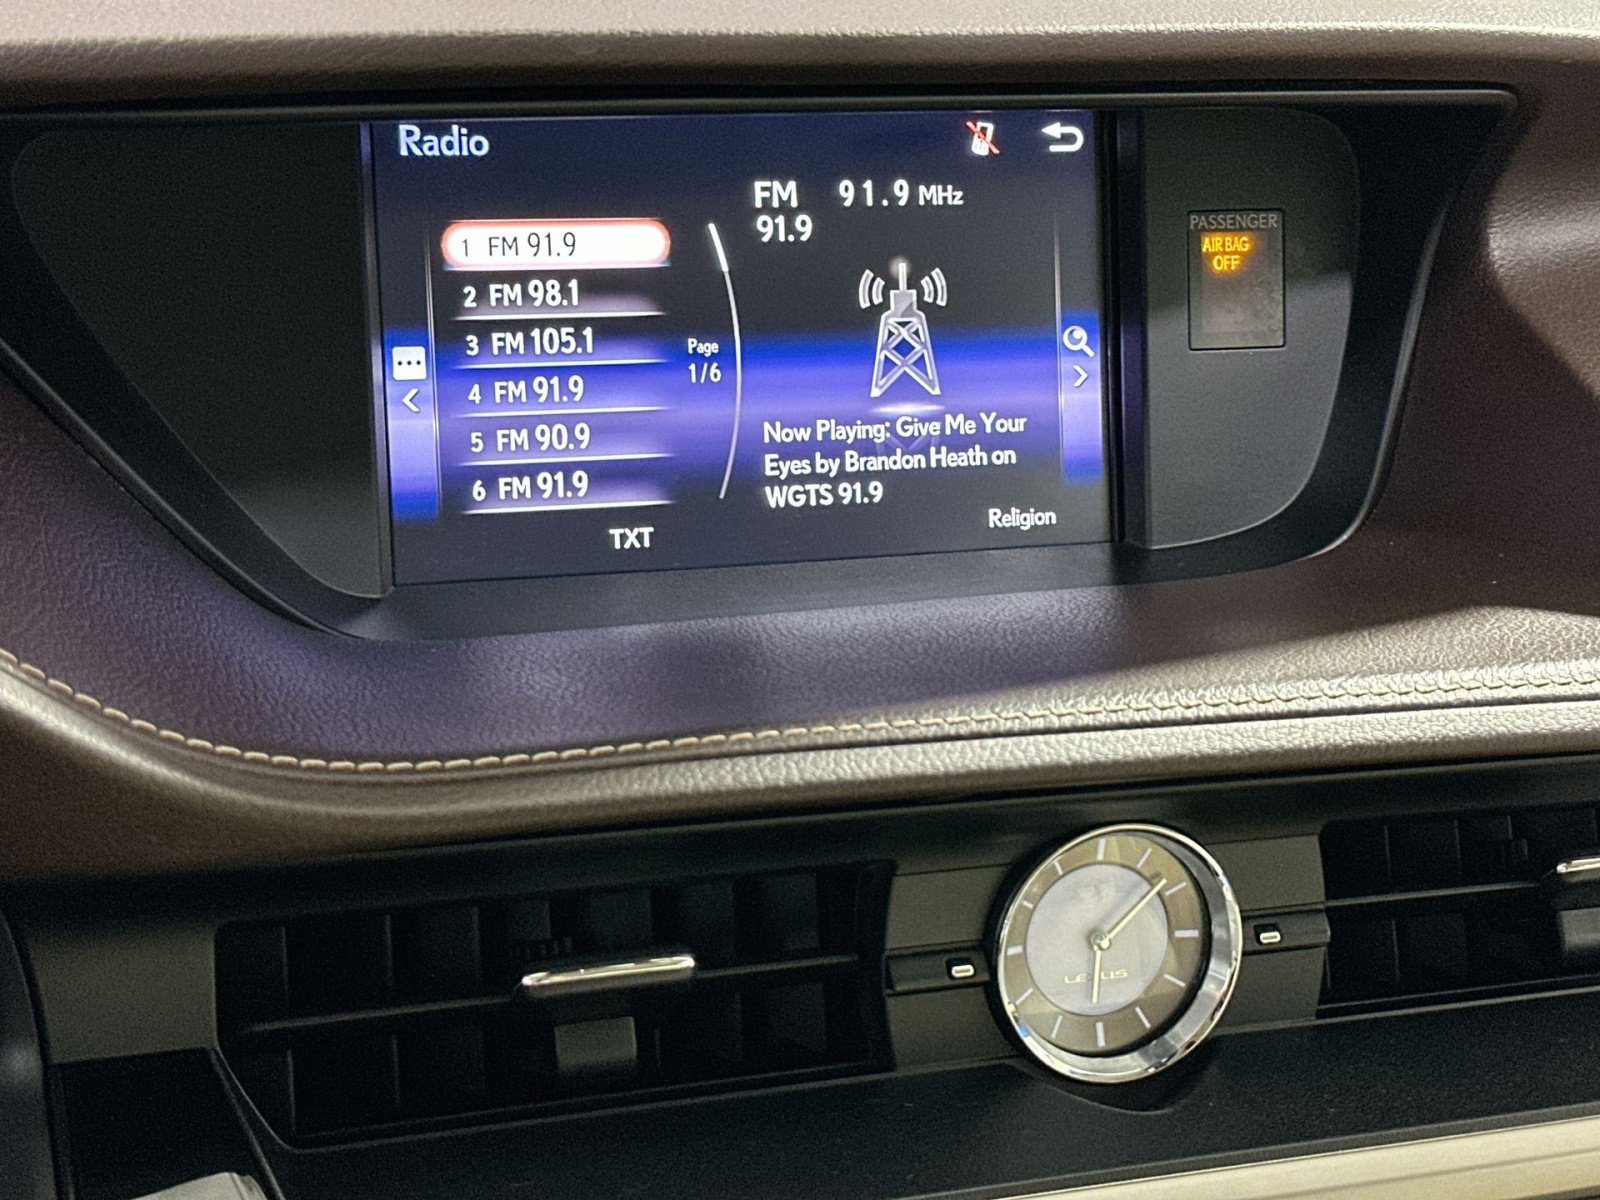 Radio
FM 91.9 MHz
91.9
1 FM 91.9
2 FM 98.1
3 FM 105.1
4 FM 91.9
5 FM 90.9
6 FM 91.9
Page
1/6
Now Playing: Give Me Your
Eyes by Brandon Heath on
WGTS 91.9
Religion
TXT
PASSENGER
AIR BAG
OFF
LEXUS